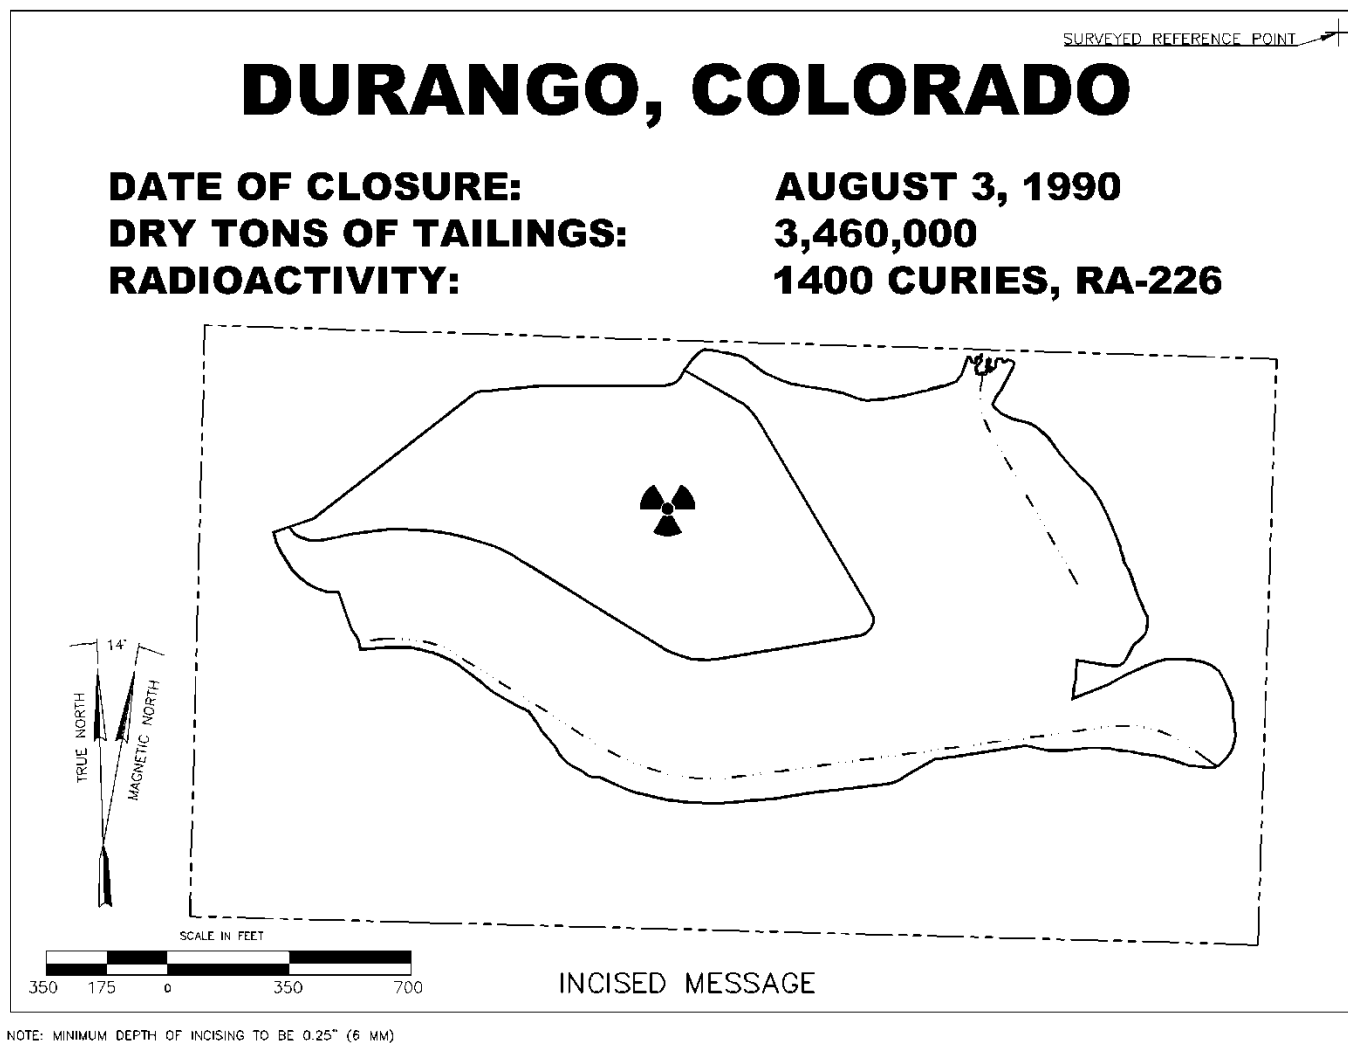 SURVEYED REFERENCE POINT
DURANGO, COLORADO
DATE OF CLOSURE: AUGUST 3, 1990
DRY TONS OF TAILINGS: 3,460,000
RADIOACTIVITY: 1400 CURIES, RA-226
14°
TRUE NORTH
MAGNETIC NORTH
SCALE IN FEET
350 175 0 350 700
INCISED MESSAGE
NOTE: MINIMUM DEPTH OF INCISING TO BE 0.25" (6 MM)